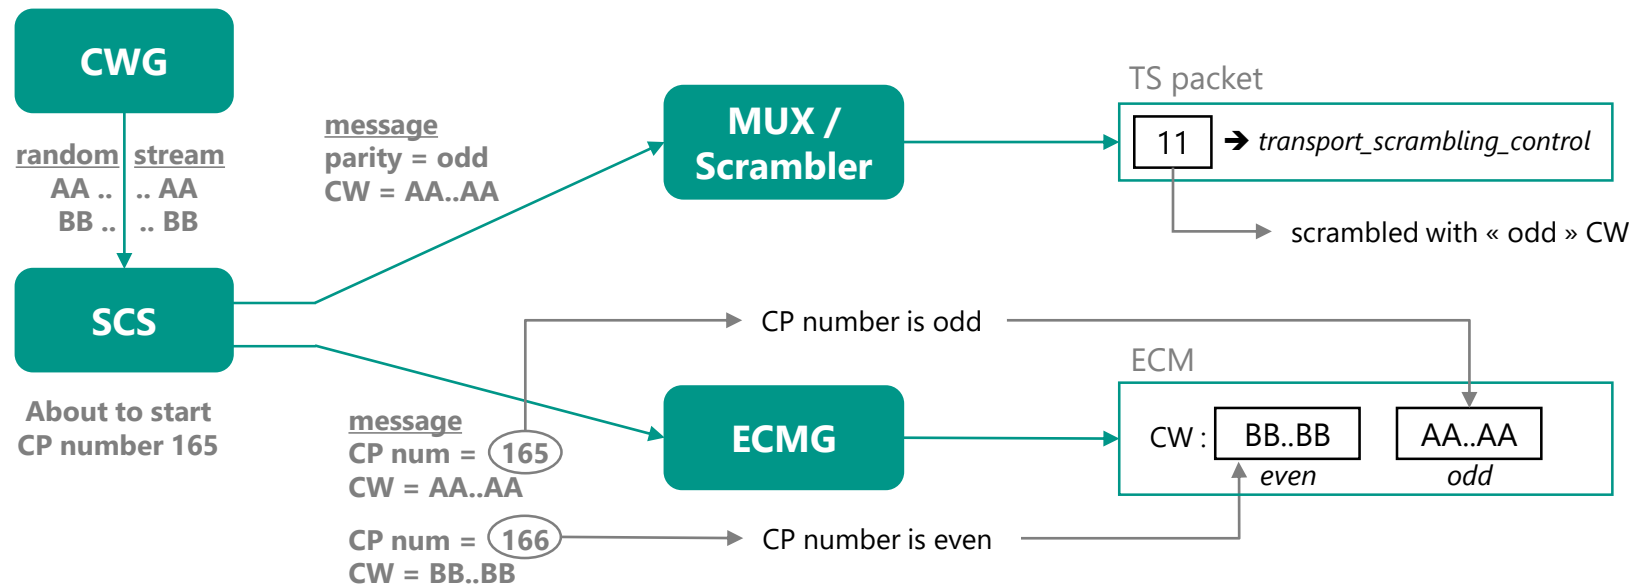 CWG
random stream
AA .. .. AA
BB .. .. BB
SCS
About to start
CP number 165
message
parity = odd
CW = AA..AA
MUX /
Scrambler
TS packet
11 ➔ transport_scrambling_control
scrambled with « odd » CW
message
CP num = 165
CW = AA..AA
CP num = 166
CW = BB..BB
CP number is odd
ECMG
CP number is even
ECM
CW : BB..BB AA..AA
even odd